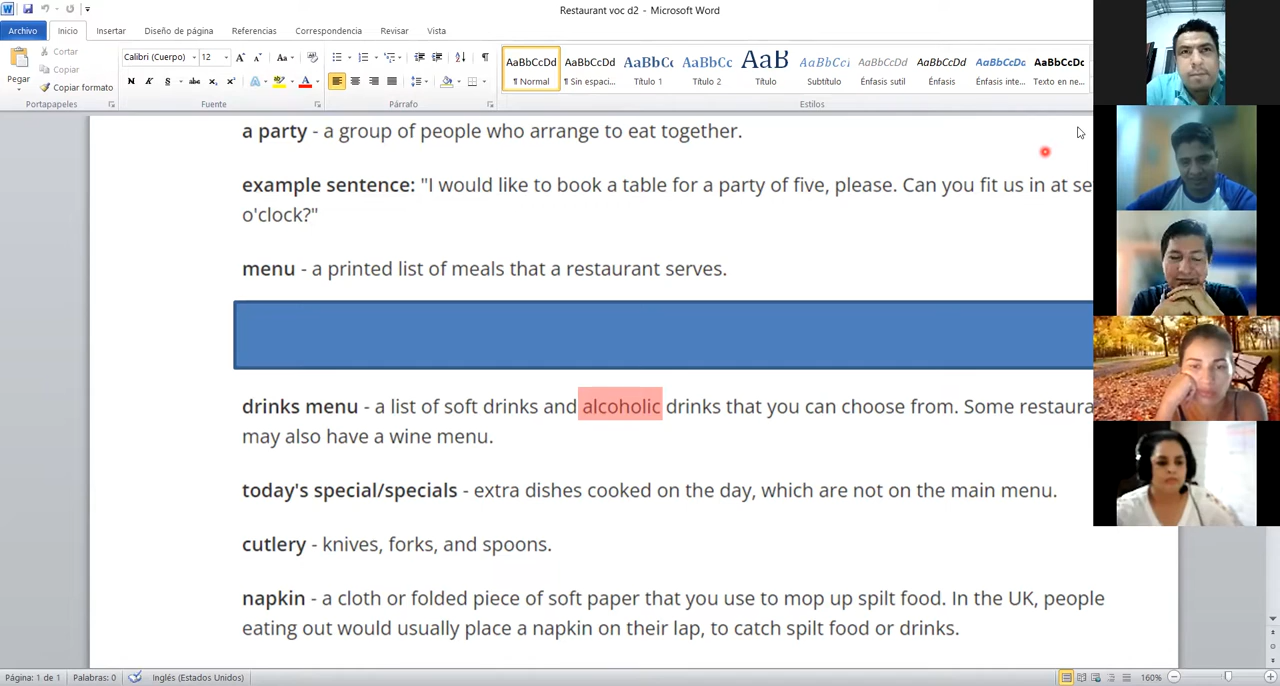 Restaurant voc d2 - Microsoft Word
Archivo Inicio Insertar Diseño de página Referencias Correspondencia Revisar Vista
Pegar
Cortar
Copiar
Copiar formato
Portapapeles
Calibri (Cuerpo) 12
Fuente
Párrafo
AaBbCcDd AaBbCcDd AaBbCc AaBbCc AaB AaBbCcI AaBbCcDd AaBbCcDd AaBbCcDd AaBbCcDc
¶ Normal ¶ Sin espaci... Título 1 Título 2 Título Subtítulo Énfasis sutil Énfasis Énfasis inte... Texto en ne...
Estilos
a party - a group of people who arrange to eat together.
example sentence: "I would like to book a table for a party of five, please. Can you fit us in at se
o'clock?"
menu - a printed list of meals that a restaurant serves.
drinks menu - a list of soft drinks and alcoholic drinks that you can choose from. Some restaura
may also have a wine menu.
today's special/specials - extra dishes cooked on the day, which are not on the main menu.
cutlery - knives, forks, and spoons.
napkin - a cloth or folded piece of soft paper that you use to mop up spilt food. In the UK, people
eating out would usually place a napkin on their lap, to catch spilt food or drinks.
Página: 1 de 1 Palabras: 0 Inglés (Estados Unidos) 160%